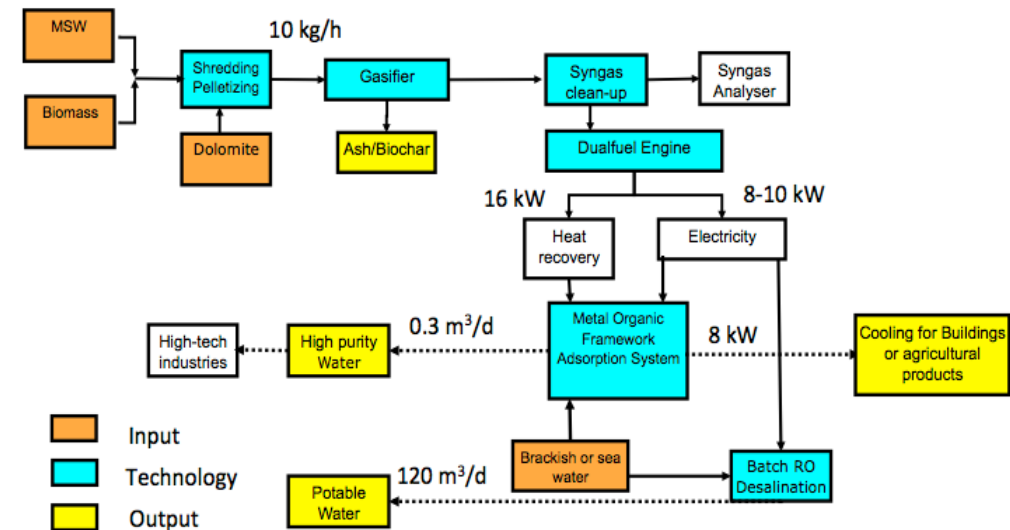 MSW
10 kg/h
Shredding
Pelletizing
Gasifier
Syngas
clean-up
Syngas
Analyser
Biomass
Dolomite
Ash/Biochar
Dualfuel Engine
16 kW
8-10 kW
Heat
recovery
Electricity
Metal Organic
Framework
Adsorption System
0.3 m³/d
8 kW
High-tech
industries
High purity
Water
Cooling for Buildings
or agricultural
products
Input
Technology
Output
Brackish or sea
water
Batch RO
Desalination
120 m³/d
Potable
Water